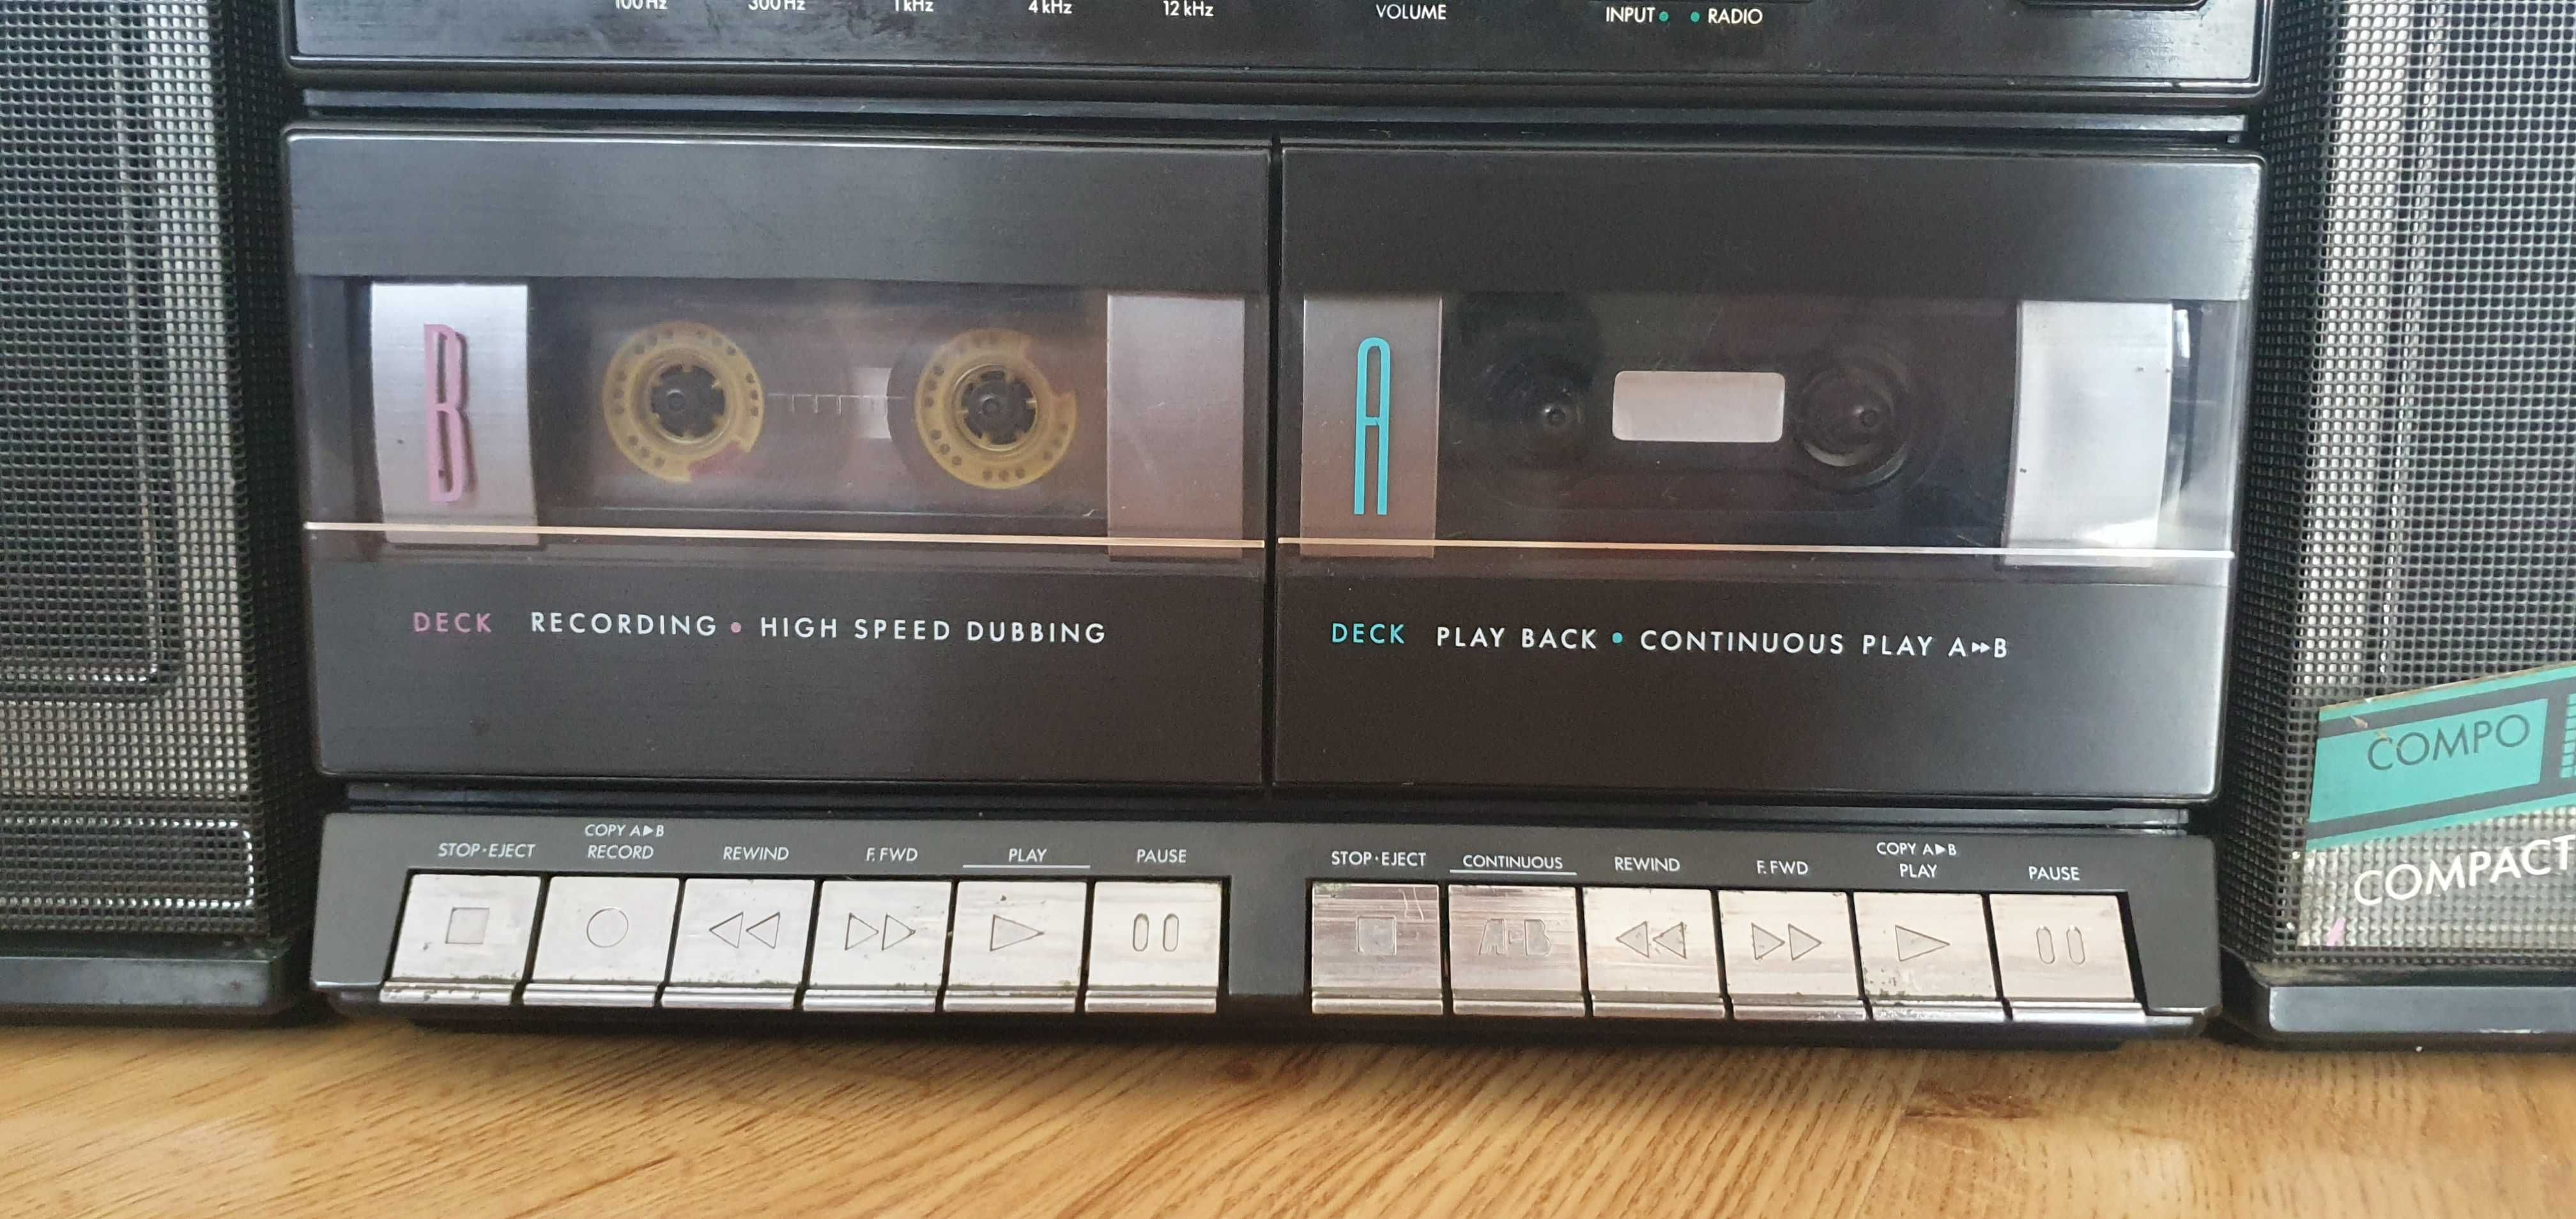 100 Hz 300 Hz 1 kHz 4 kHz 12 kHz VOLUME INPUT • • RADIO
B
A
DECK RECORDING • HIGH SPEED DUBBING
DECK PLAY BACK • CONTINUOUS PLAY A▸▸B
COMPO
COMPACT
COPY A▸B
STOP·EJECT RECORD REWIND F. FWD PLAY PAUSE
COPY A▸B
STOP·EJECT CONTINUOUS REWIND F. FWD PLAY PAUSE
A▸B